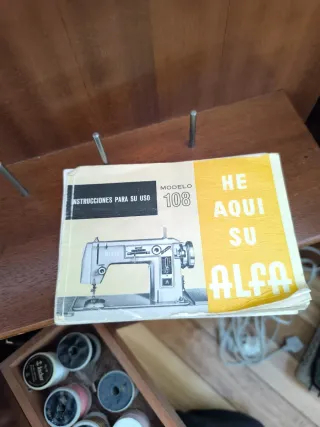 INSTRUCCIONES PARA SU USO
MODELO
108
HE
AQUI
SU
ALFA